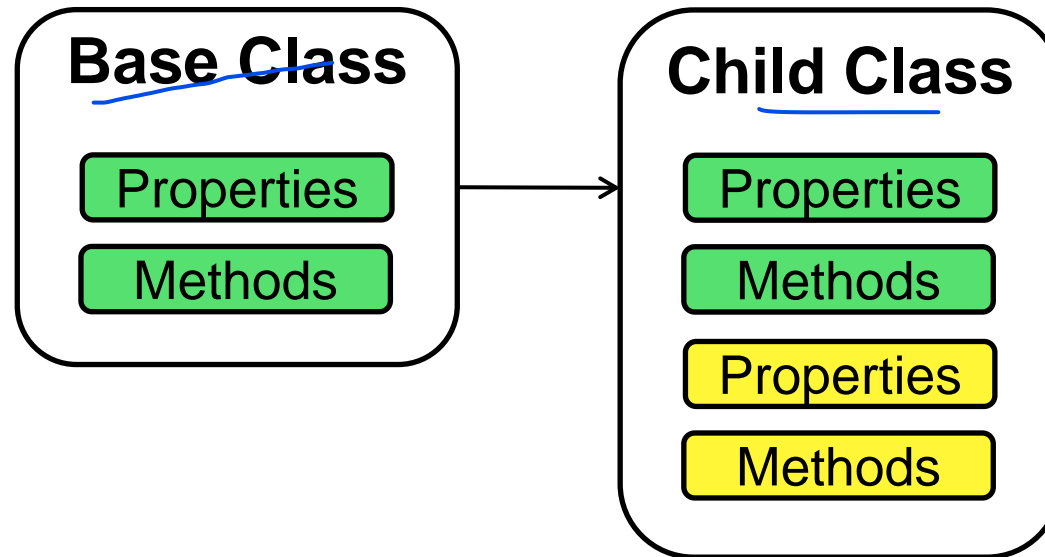 Base Class
Properties
Methods
Child Class
Properties
Methods
Properties
Methods